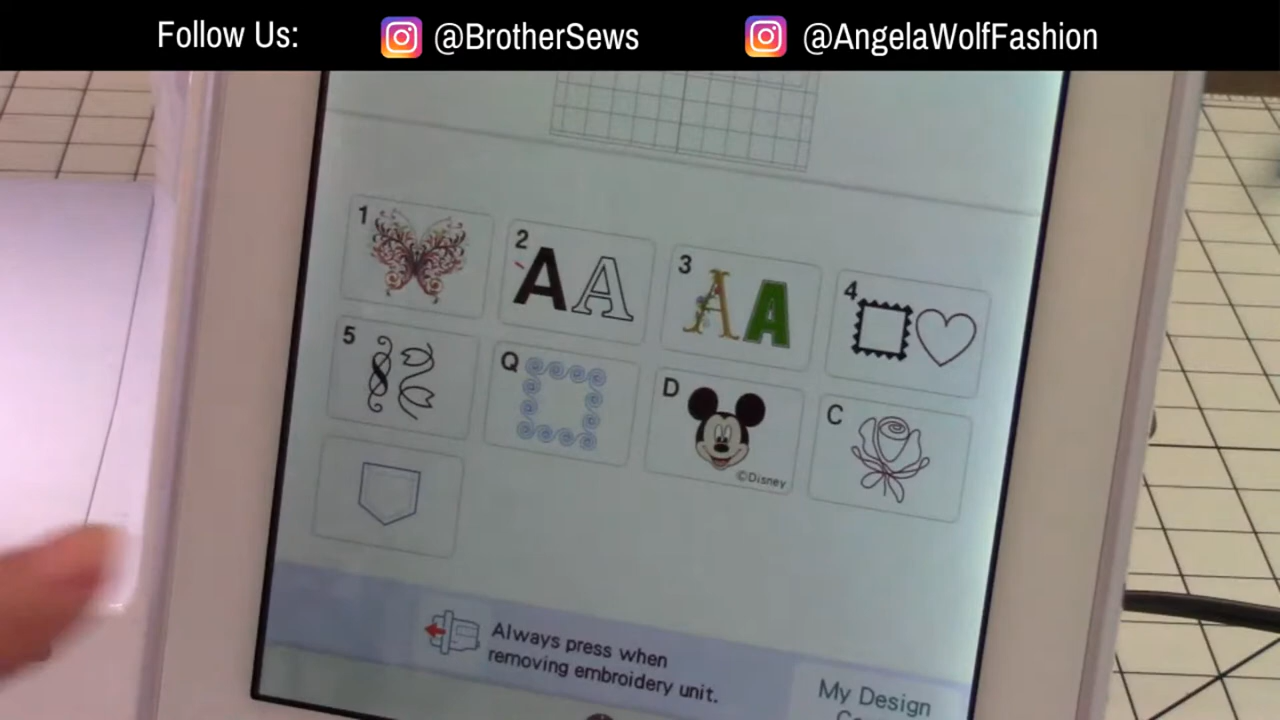 Follow Us: @BrotherSews @AngelaWolfFashion
1 2 AA 3 AA 4
5 Q D C
©Disney
Always press when
removing embroidery unit.
My Design